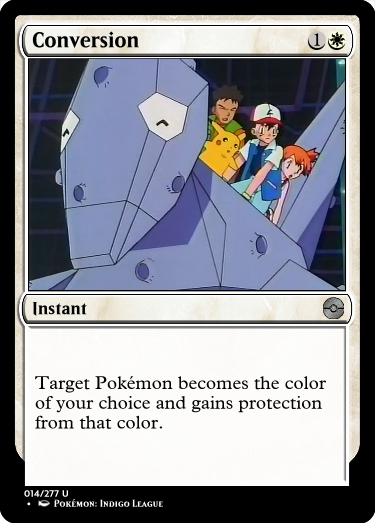 Conversion 1
Instant
Target Pokémon becomes the color
of your choice and gains protection
from that color.
014/277 U
• Pokémon: Indigo League